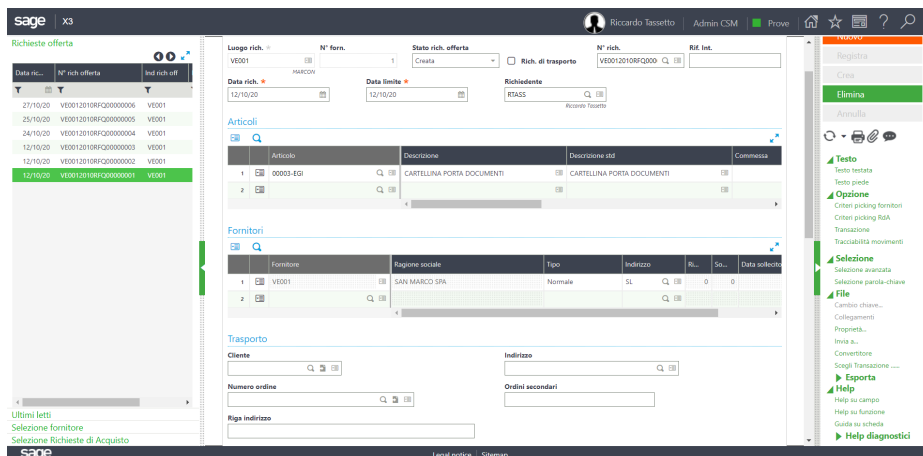 sage X3 Riccardo Tassetto Admin CSM Prove
Richieste offerta
Data ric... N° rich offerta Ind rich off
27/10/20 VE0012010RFQ00000006 VE001
25/10/20 VE0012010RFQ00000005 VE001
24/10/20 VE0012010RFQ00000004 VE001
12/10/20 VE0012010RFQ00000003 VE001
12/10/20 VE0012010RFQ00000002 VE001
12/10/20 VE0012010RFQ00000001 VE001
Ultimi letti
Selezione fornitore
Selezione Richieste di Acquisto
Luogo rich. N° forn. Stato rich. offerta N° rich. Rif. Int.
VE001 1 Creata Rich. di trasporto VE0012010RFQ000
MARCON
Data rich. * Data limite * Richiedente
12/10/20 12/10/20 RTASS
Riccardo Tassetto
Articoli
Articolo Descrizione Descrizione std Commessa
1 00003-EGI CARTELLINA PORTA DOCUMENTI CARTELLINA PORTA DOCUMENTI
2
Fornitori
Fornitore Ragione sociale Tipo Indirizzo Ri... So... Data sollecito
1 VE001 SAN MARCO SPA Normale SL 0 0
2
Trasporto
Cliente Indirizzo
Numero ordine Ordini secondari
Riga indirizzo
Nuovo
Registra
Crea
Elimina
Annulla
Testo
Testo testata
Testo piede
Opzione
Criteri picking fornitori
Criteri picking RdA
Transazione
Tracciabilità movimenti
Selezione
Selezione avanzata
Selezione parola-chiave
File
Cambio chiave...
Collegamenti
Proprietà...
Invia a...
Convertitore
Scegli Transazione .....
Esporta
Help
Help su campo
Help su funzione
Guida su scheda
Help diagnostici
sage Legal notice Sitemap